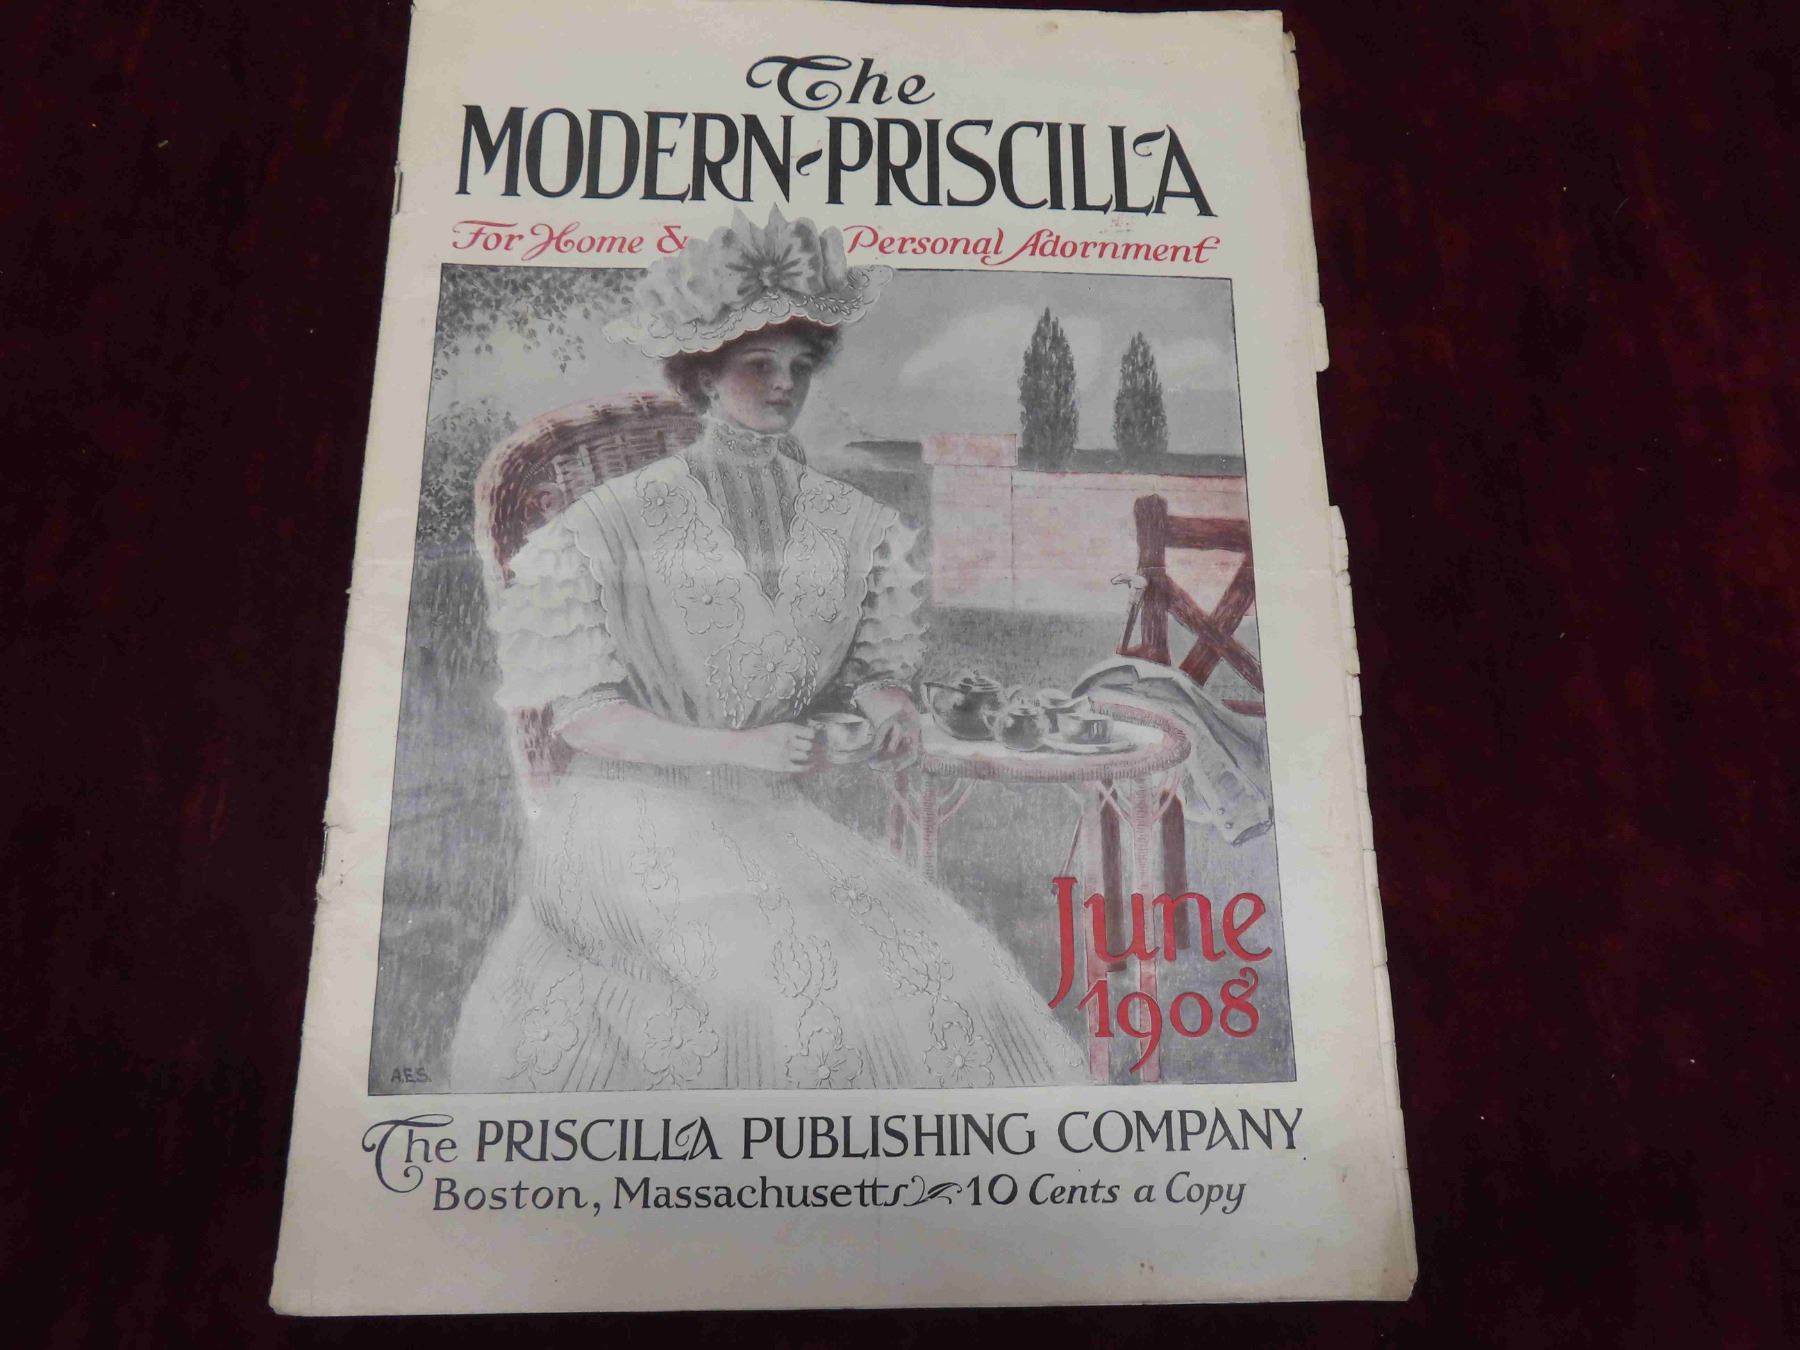 The
MODERN-PRISCILLA
For Home & Personal Adornment
June
1908
A.E.S.
The PRISCILLA PUBLISHING COMPANY
Boston, Massachusetts 10 Cents a Copy